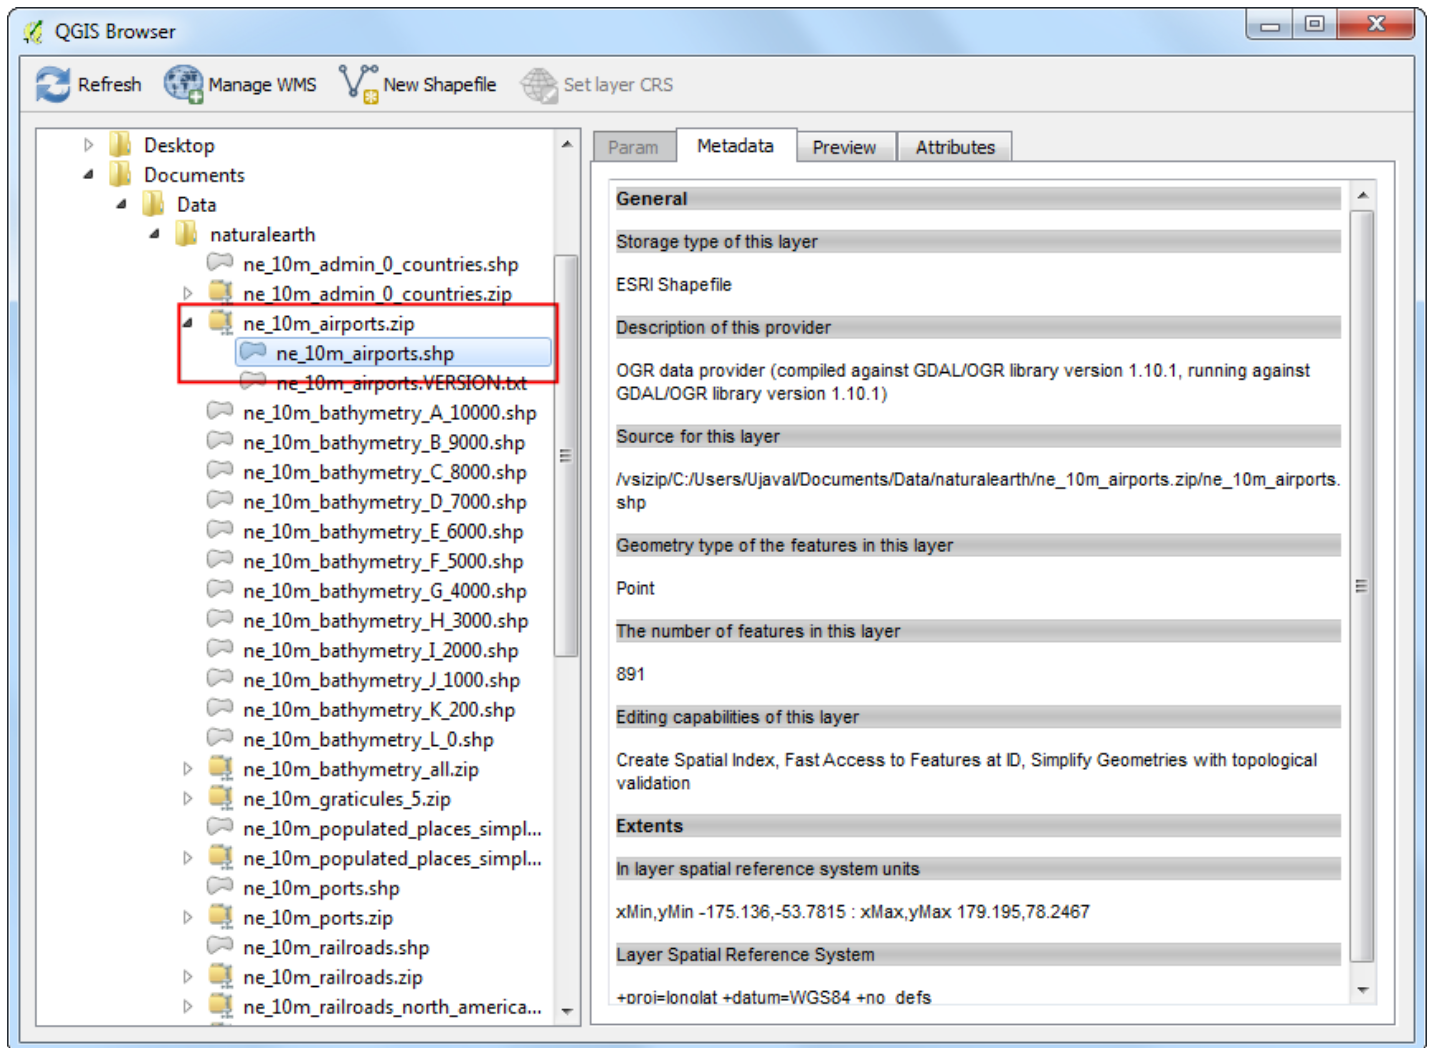 QGIS Browser
Refresh
Manage WMS
New Shapefile
Set layer CRS
Desktop
Documents
Data
naturalearth
ne_10m_admin_0_countries.shp
ne_10m_admin_0_countries.zip
ne_10m_airports.zip
ne_10m_airports.shp
ne_10m_airports.VERSION.txt
ne_10m_bathymetry_A_10000.shp
ne_10m_bathymetry_B_9000.shp
ne_10m_bathymetry_C_8000.shp
ne_10m_bathymetry_D_7000.shp
ne_10m_bathymetry_E_6000.shp
ne_10m_bathymetry_F_5000.shp
ne_10m_bathymetry_G_4000.shp
ne_10m_bathymetry_H_3000.shp
ne_10m_bathymetry_I_2000.shp
ne_10m_bathymetry_J_1000.shp
ne_10m_bathymetry_K_200.shp
ne_10m_bathymetry_L_0.shp
ne_10m_bathymetry_all.zip
ne_10m_graticules_5.zip
ne_10m_populated_places_simpl...
ne_10m_populated_places_simpl...
ne_10m_ports.shp
ne_10m_ports.zip
ne_10m_railroads.shp
ne_10m_railroads.zip
ne_10m_railroads_north_america...
Param
Metadata
Preview
Attributes
General
Storage type of this layer
ESRI Shapefile
Description of this provider
OGR data provider (compiled against GDAL/OGR library version 1.10.1, running against
GDAL/OGR library version 1.10.1)
Source for this layer
/vsizip/C:/Users/Ujaval/Documents/Data/naturalearth/ne_10m_airports.zip/ne_10m_airports.
shp
Geometry type of the features in this layer
Point
The number of features in this layer
891
Editing capabilities of this layer
Create Spatial Index, Fast Access to Features at ID, Simplify Geometries with topological
validation
Extents
In layer spatial reference system units
xMin,yMin -175.136,-53.7815 : xMax,yMax 179.195,78.2467
Layer Spatial Reference System
+proj=longlat +datum=WGS84 +no_defs